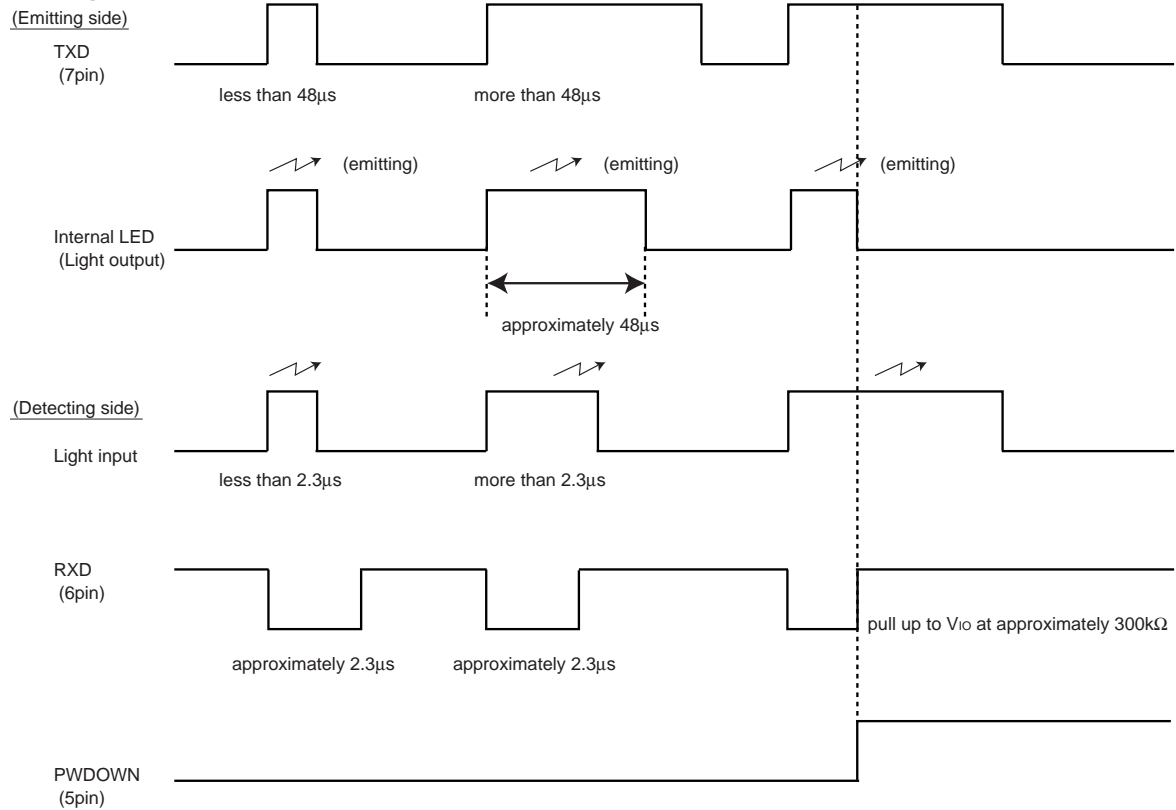 (Emitting side)
TXD
(7pin)
less than 48µs
more than 48µs
(emitting)
(emitting)
(emitting)
Internal LED
(Light output)
approximately 48µs
(Detecting side)
Light input
less than 2.3µs
more than 2.3µs
RXD
(6pin)
pull up to VIO at approximately 300kΩ
approximately 2.3µs
approximately 2.3µs
PWDOWN
(5pin)